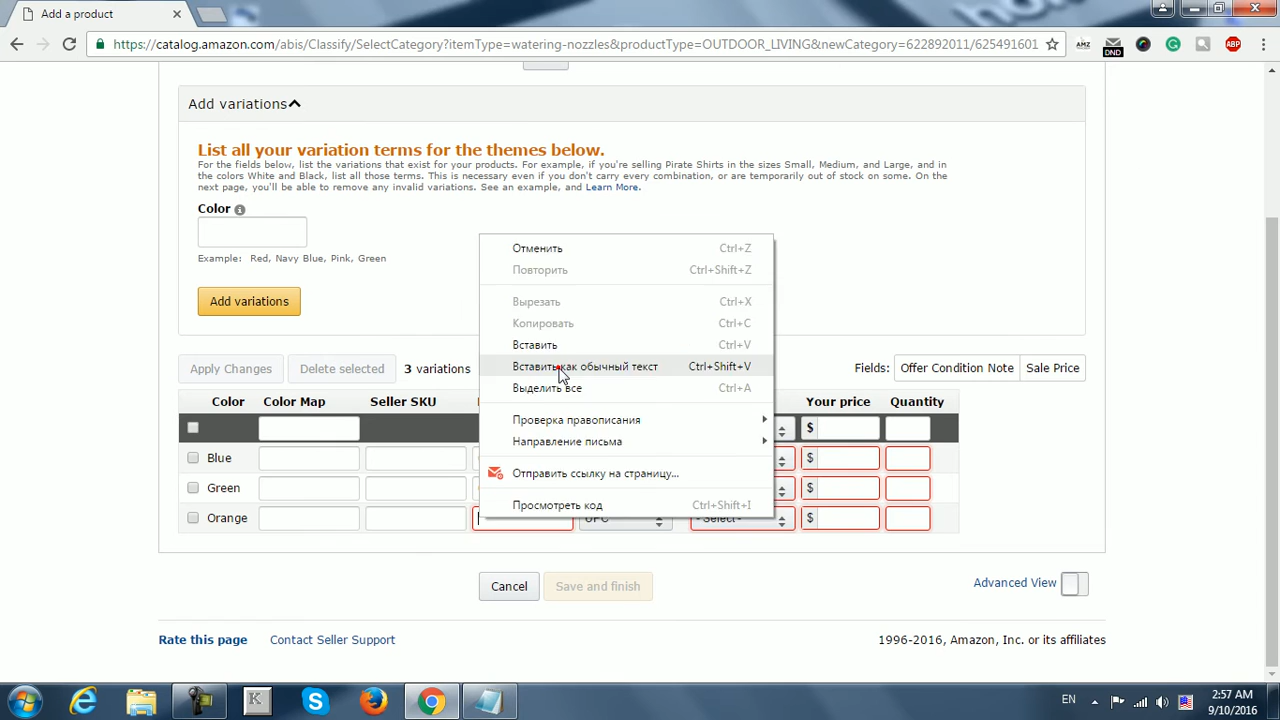 Add a product
https://catalog.amazon.com/abis/Classify/SelectCategory?itemType=watering-nozzles&productType=OUTDOOR_LIVING&newCategory=622892011/625491601
AMZ
DND
ABP
Add variations
List all your variation terms for the themes below.
For the fields below, list the variations that exist for your products. For example, if you're selling Pirate Shirts in the sizes Small, Medium, and Large, and in
the colors White and Black, list all those terms. This is necessary even if you don't carry every combination, or are temporarily out of stock on some. On the
next page, you'll be able to remove any invalid variations. See an example, and Learn More.
Color
Example: Red, Navy Blue, Pink, Green
Add variations
Отменить Ctrl+Z
Повторить Ctrl+Shift+Z
Вырезать Ctrl+X
Копировать Ctrl+C
Вставить Ctrl+V
Вставить как обычный текст Ctrl+Shift+V
Выделить все Ctrl+A
Проверка правописания
Направление письма
Отправить ссылку на страницу...
Просмотреть код Ctrl+Shift+I
Apply Changes Delete selected 3 variations Fields: Offer Condition Note Sale Price
Color Color Map Seller SKU Your price Quantity
$
Blue $
Green $
Orange UPC - Select - $
Cancel Save and finish Advanced View
Rate this page Contact Seller Support 1996-2016, Amazon, Inc. or its affiliates
EN 2:57 AM
9/10/2016